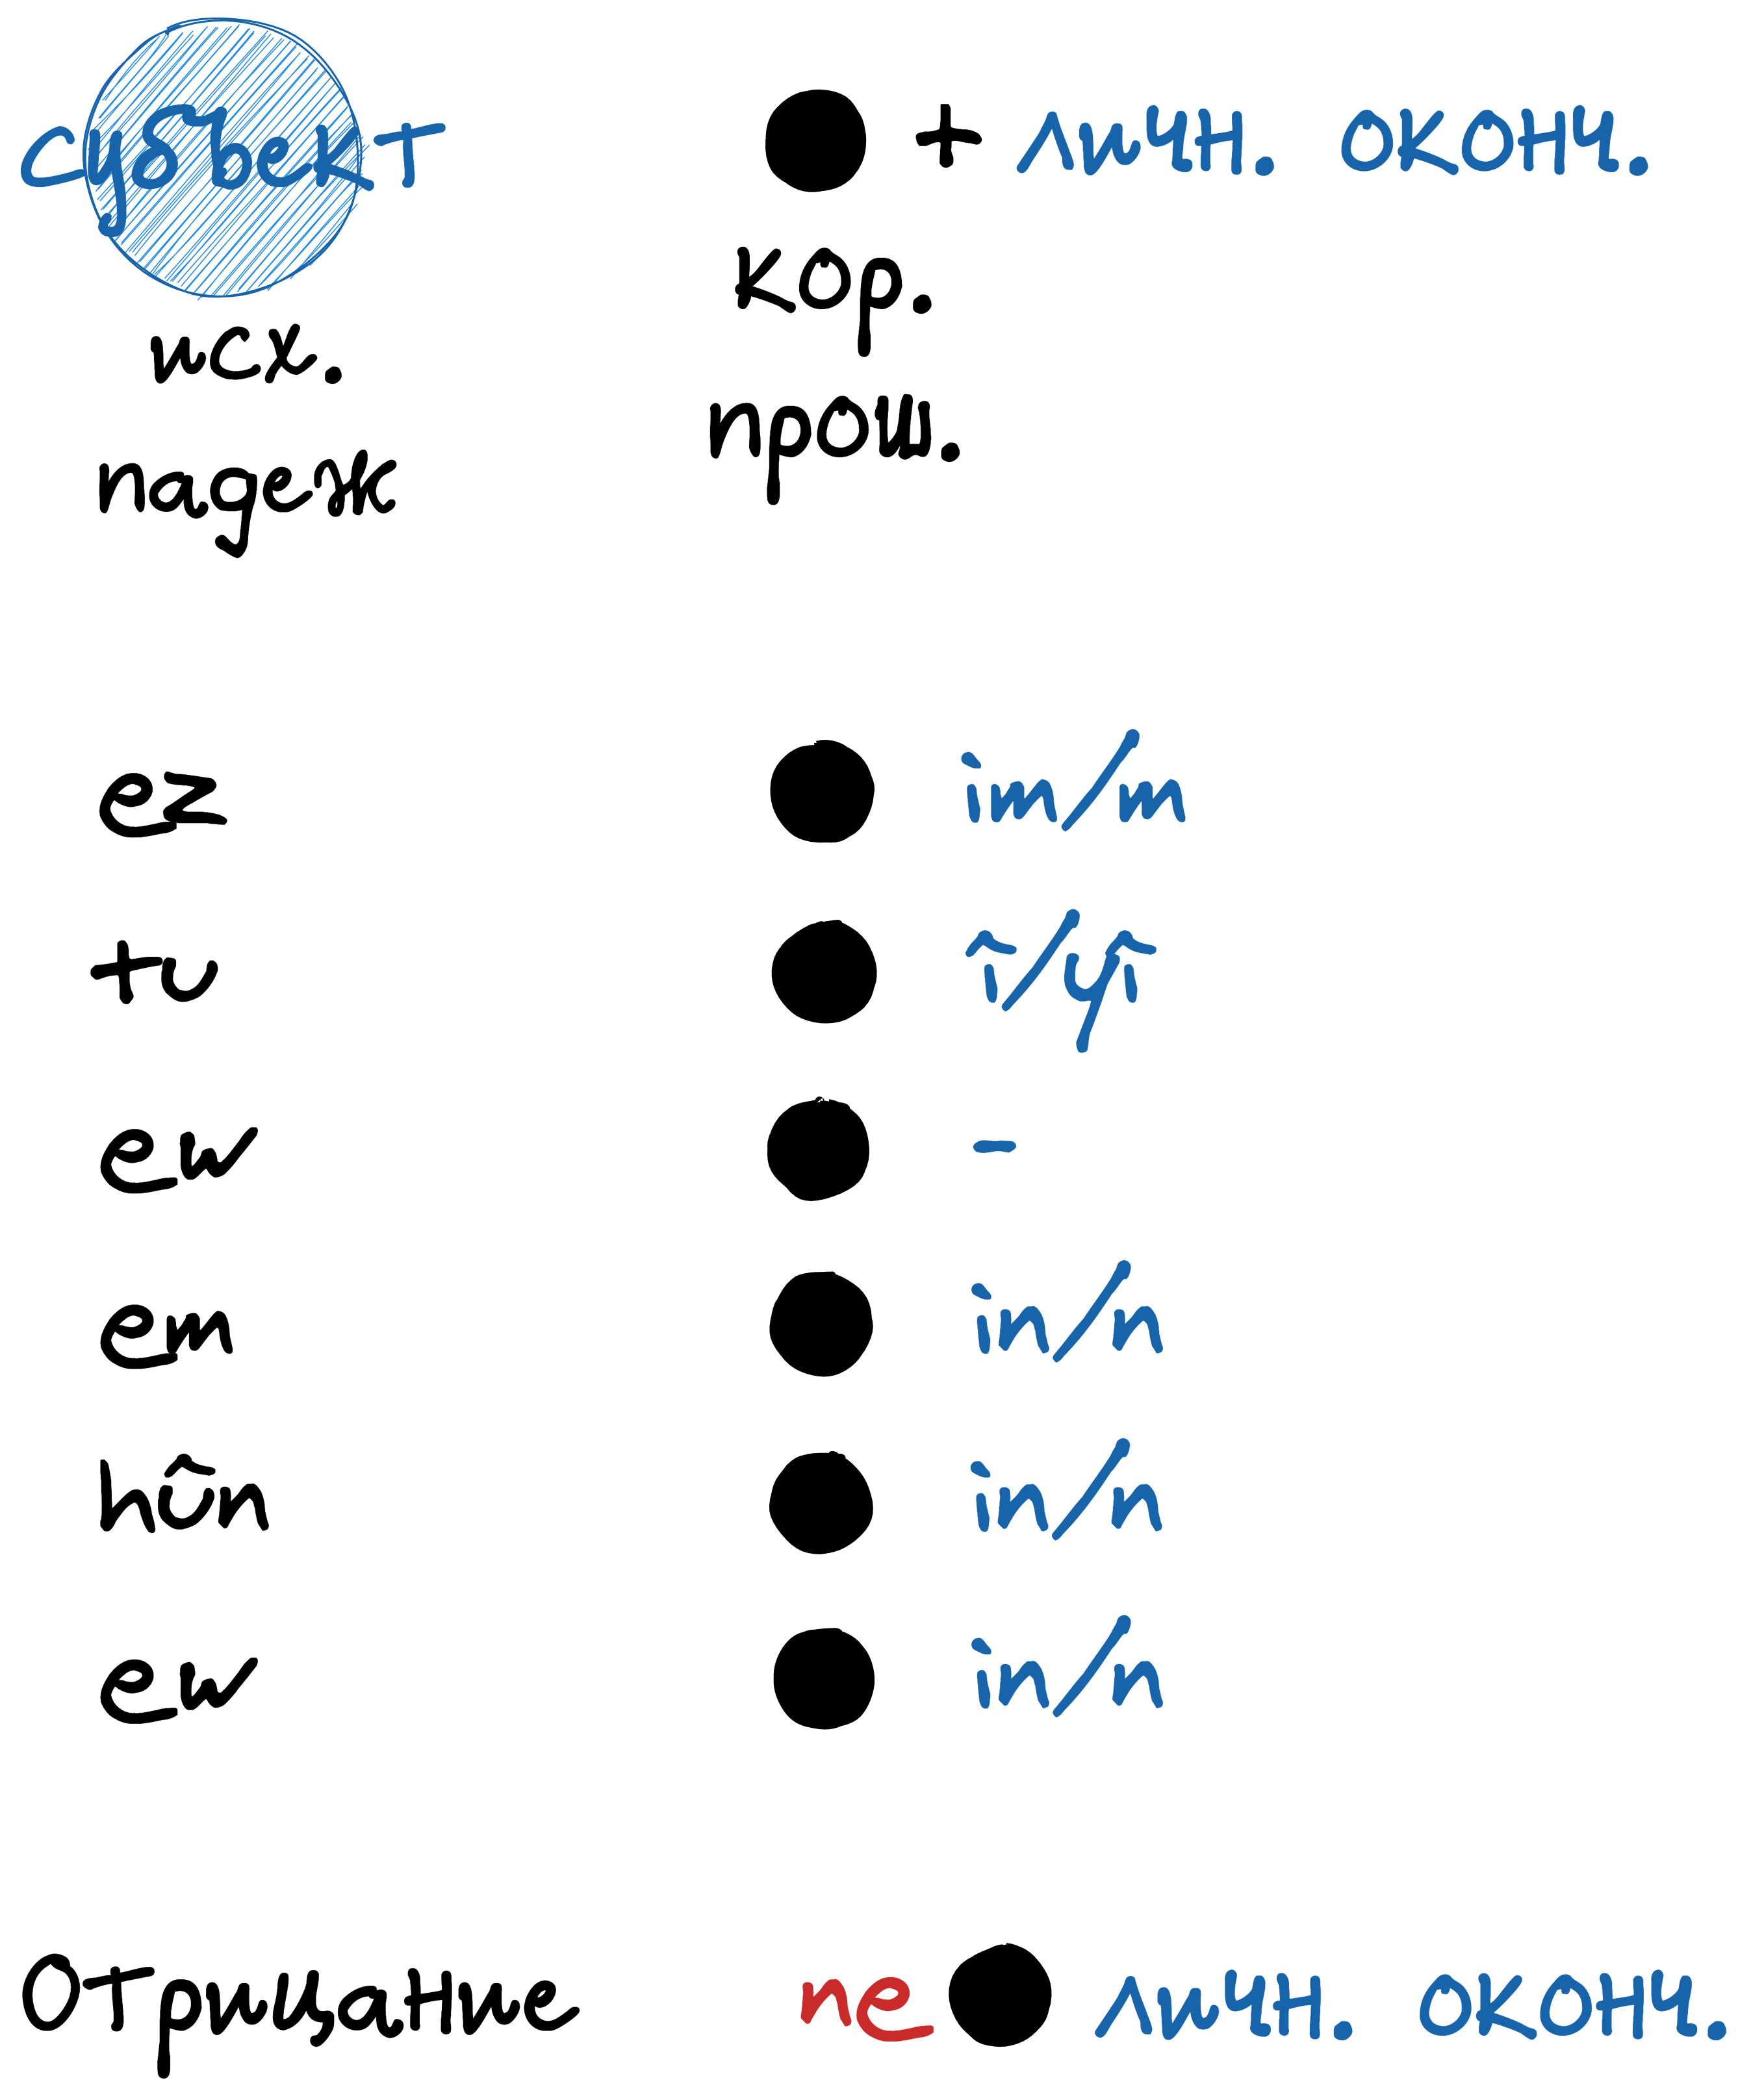 субъект + личн. оконч.
кор.
исх.
прош.
падеж
ez im/m
tu î/yî
ew -
em in/n
hûn in/n
ew in/n
Отрицание ne личн. оконч.